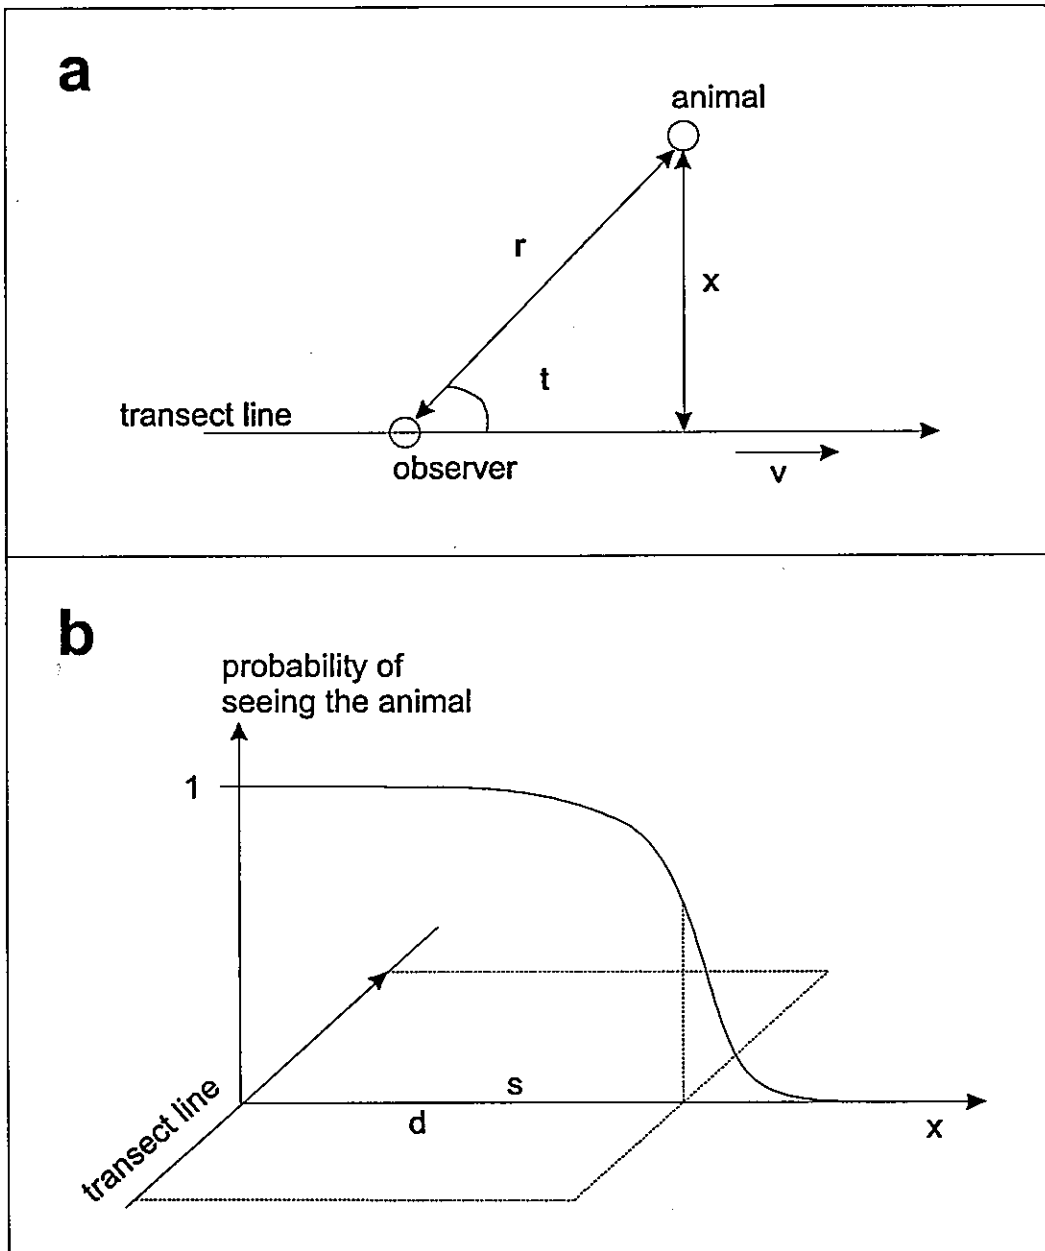 a
animal
r
x
t
transect line
observer
v
b
probability of
seeing the animal
1
s
d
x
transect line